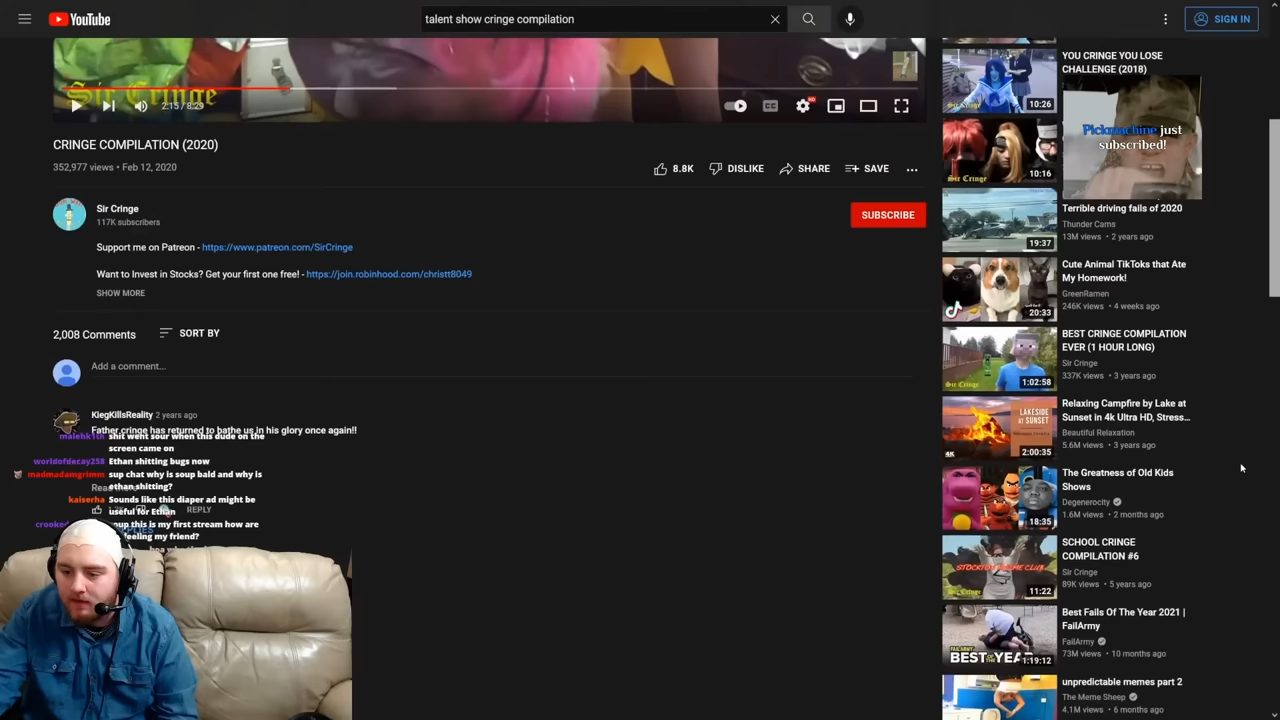 YouTube
talent show cringe compilation
SIGN IN
Sir Cringe
2:15 / 8:29
CRINGE COMPILATION (2020)
352,977 views • Feb 12, 2020
8.8K
DISLIKE
SHARE
SAVE
Sir Cringe
117K subscribers
SUBSCRIBE
Support me on Patreon - https://www.patreon.com/SirCringe
Want to Invest in Stocks? Get your first one free! - https://join.robinhood.com/christt8049
SHOW MORE
2,008 Comments
SORT BY
Add a comment...
KlegKillsReality 2 years ago
Father cringe has returned to bathe us in his glory once again!!
malehk1th shit went sour when this dude on the
screen came on
worldofdecay258 Ethan shitting bugs now
madmadamgrimm sup chat why is soup bald and why is
ethan shitting?
kaiserha Sounds like this diaper ad might be
useful for Ethan
REPLY
soup this is my first stream how are
feeling my friend?
YOU CRINGE YOU LOSE
CHALLENGE (2018)
Sir Cringe
10:26
Pickmachine just
subscribed!
Sir Cringe
10:16
19:37
Terrible driving fails of 2020
Thunder Cams
13M views • 2 years ago
20:33
Cute Animal TikToks that Ate
My Homework!
GreenRamen
246K views • 4 weeks ago
Sir Cringe
1:02:58
BEST CRINGE COMPILATION
EVER (1 HOUR LONG)
Sir Cringe
337K views • 3 years ago
LAKESIDE
AT SUNSET
4K
2:00:35
Relaxing Campfire by Lake at
Sunset in 4k Ultra HD, Stress...
Beautiful Relaxation
5.6M views • 3 years ago
18:35
The Greatness of Old Kids
Shows
Degenerocity
1.6M views • 2 months ago
Sir Cringe
11:22
SCHOOL CRINGE
COMPILATION #6
Sir Cringe
89K views • 5 years ago
FAILARMY
BEST OF THE YEAR
1:19:12
Best Fails Of The Year 2021 |
FailArmy
FailArmy
73M views • 10 months ago
unpredictable memes part 2
The Meme Sheep
4.1M views • 6 months ago